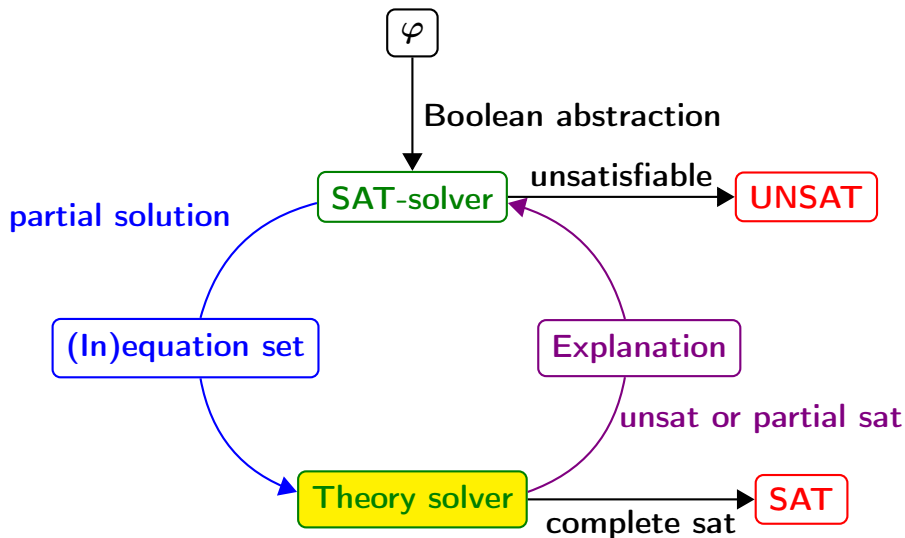 φ
Boolean abstraction
SAT-solver
unsatisfiable
UNSAT
partial solution
(In)equation set
Explanation
unsat or partial sat
Theory solver
complete sat
SAT